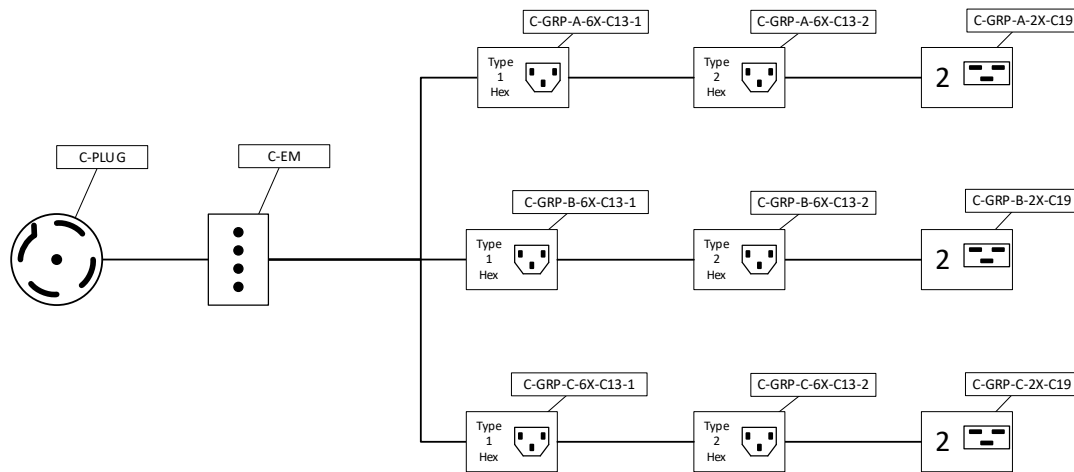 C-GRP-A-6X-C13-1
C-GRP-A-6X-C13-2
C-GRP-A-2X-C19
Type
1
Hex
Type
2
Hex
2
C-PLUG
C-EM
C-GRP-B-6X-C13-1
C-GRP-B-6X-C13-2
C-GRP-B-2X-C19
Type
1
Hex
Type
2
Hex
2
C-GRP-C-6X-C13-1
C-GRP-C-6X-C13-2
C-GRP-C-2X-C19
Type
1
Hex
Type
2
Hex
2